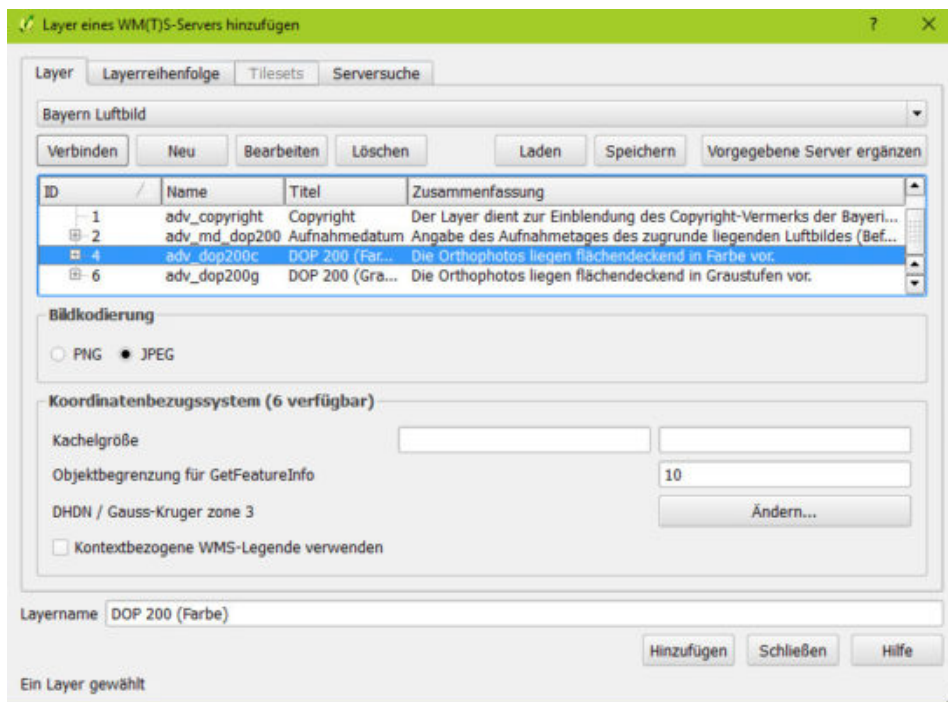 Layer eines WM(T)S-Servers hinzufügen ?
Layer Layerreihenfolge Tilesets Serversuche
Bayern Luftbild
Verbinden Neu Bearbeiten Löschen Laden Speichern Vorgegebene Server ergänzen
ID Name Titel Zusammenfassung
1 adv_copyright Copyright Der Layer dient zur Einblendung des Copyright-Vermerks der Bayeri...
2 adv_md_dop200 Aufnahmedatum Angabe des Aufnahmetages des zugrunde liegenden Luftbildes (Bef...
4 adv_dop200c DOP 200 (Far... Die Orthophotos liegen flächendeckend in Farbe vor.
6 adv_dop200g DOP 200 (Gra... Die Orthophotos liegen flächendeckend in Graustufen vor.
Bildkodierung
PNG JPEG
Koordinatenbezugssystem (6 verfügbar)
Kachelgröße
Objektbegrenzung für GetFeatureInfo 10
DHDN / Gauss-Kruger zone 3 Ändern...
Kontextbezogene WMS-Legende verwenden
Layername DOP 200 (Farbe)
Hinzufügen Schließen Hilfe
Ein Layer gewählt